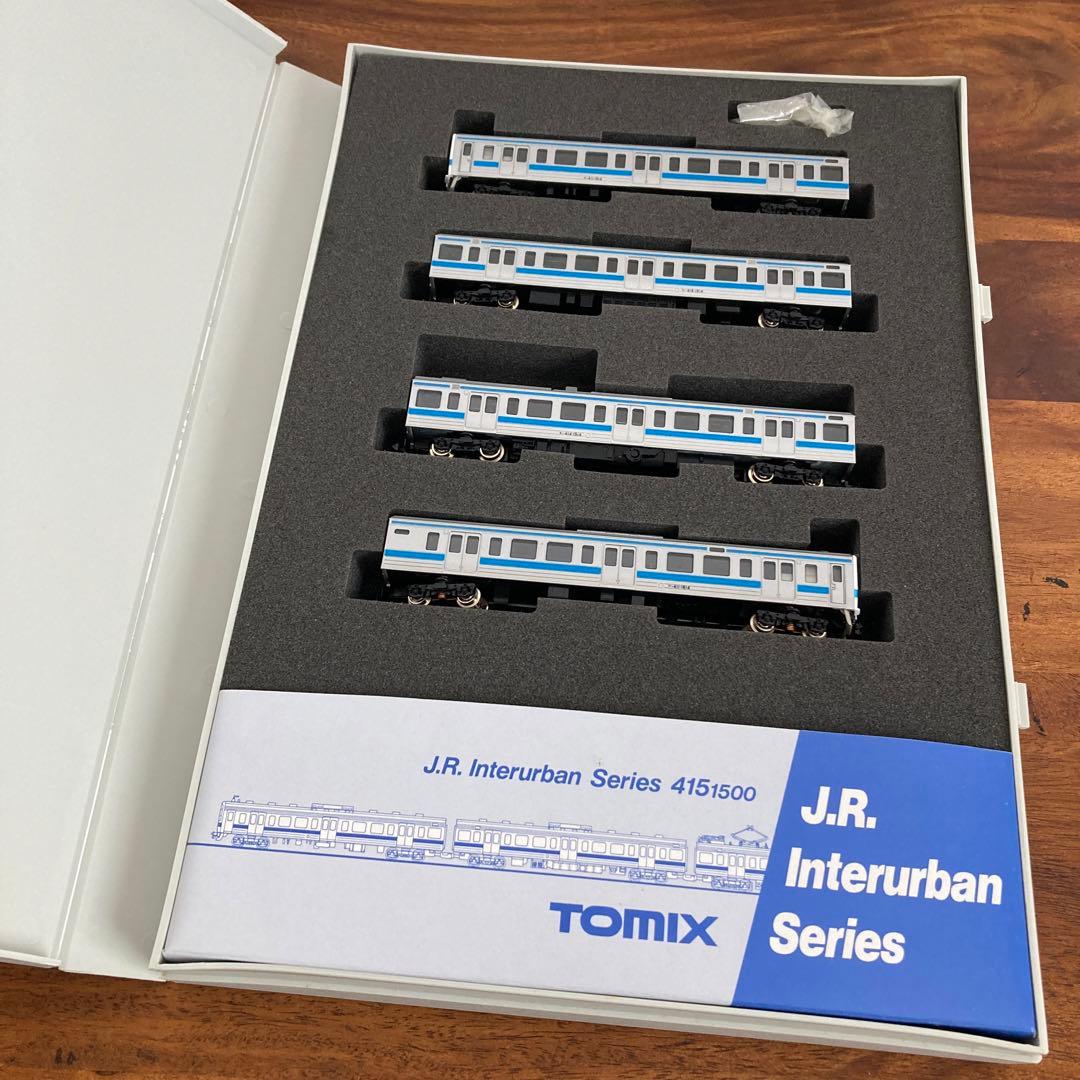 J.R. Interurban Series 4151500
TOMIX
J.R.
Interurban
Series